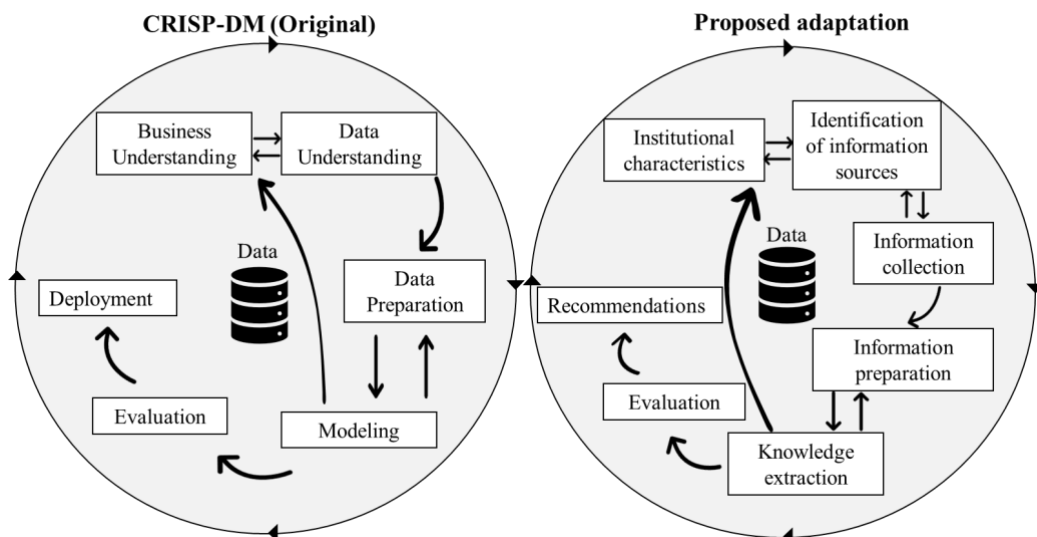 CRISP-DM (Original)
Business
Understanding
Data
Understanding
Data
Data
Preparation
Deployment
Evaluation
Modeling
Proposed adaptation
Institutional
characteristics
Identification
of information
sources
Data
Information
collection
Recommendations
Information
preparation
Evaluation
Knowledge
extraction